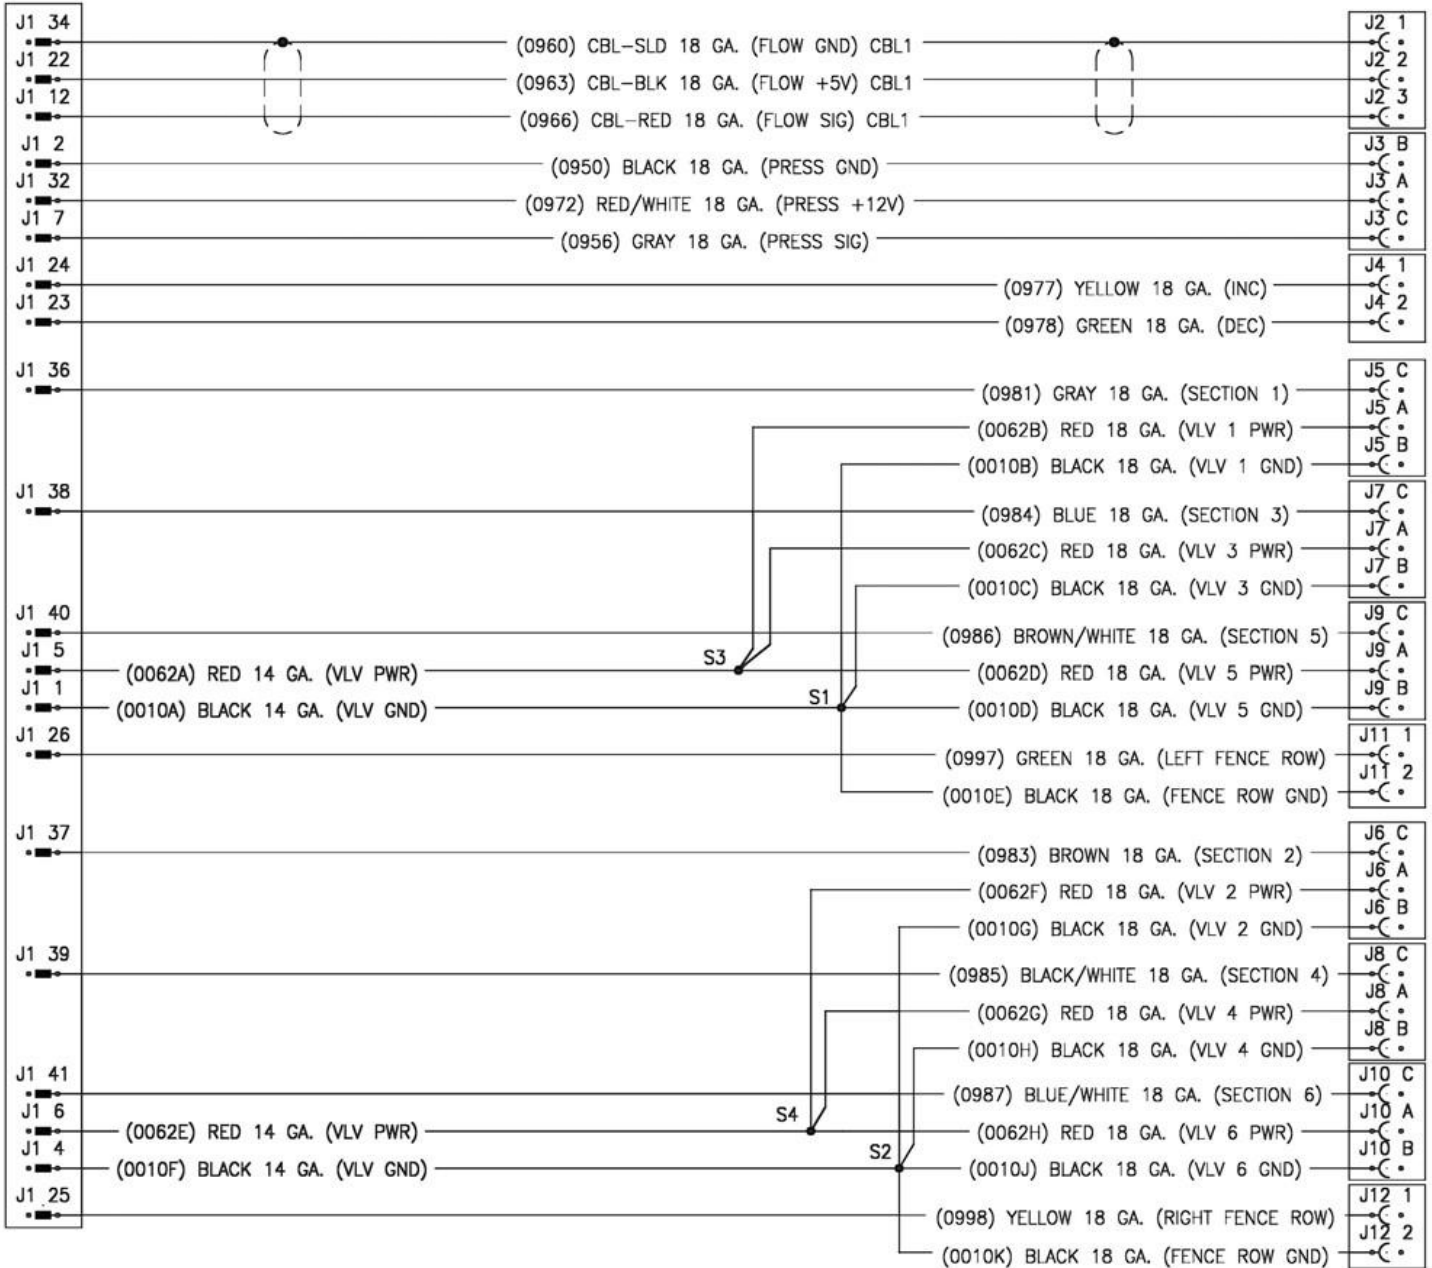 J1 34
(0960) CBL-SLD 18 GA. (FLOW GND) CBL1
J2 1
J1 22
(0963) CBL-BLK 18 GA. (FLOW +5V) CBL1
J2 2
J1 12
(0966) CBL-RED 18 GA. (FLOW SIG) CBL1
J2 3
J1 2
(0950) BLACK 18 GA. (PRESS GND)
J3 B
J1 32
(0972) RED/WHITE 18 GA. (PRESS +12V)
J3 A
J1 7
(0956) GRAY 18 GA. (PRESS SIG)
J3 C
J1 24
(0977) YELLOW 18 GA. (INC)
J4 1
J1 23
(0978) GREEN 18 GA. (DEC)
J4 2
J1 36
(0981) GRAY 18 GA. (SECTION 1)
J5 C
(0062B) RED 18 GA. (VLV 1 PWR)
J5 A
(0010B) BLACK 18 GA. (VLV 1 GND)
J5 B
J1 38
(0984) BLUE 18 GA. (SECTION 3)
J7 C
(0062C) RED 18 GA. (VLV 3 PWR)
J7 A
(0010C) BLACK 18 GA. (VLV 3 GND)
J7 B
J1 40
(0986) BROWN/WHITE 18 GA. (SECTION 5)
J9 C
J1 5
(0062A) RED 14 GA. (VLV PWR)
S3
(0062D) RED 18 GA. (VLV 5 PWR)
J9 A
J1 1
(0010A) BLACK 14 GA. (VLV GND)
S1
(0010D) BLACK 18 GA. (VLV 5 GND)
J9 B
J1 26
(0997) GREEN 18 GA. (LEFT FENCE ROW)
J11 1
(0010E) BLACK 18 GA. (FENCE ROW GND)
J11 2
J1 37
(0983) BROWN 18 GA. (SECTION 2)
J6 C
(0062F) RED 18 GA. (VLV 2 PWR)
J6 A
(0010G) BLACK 18 GA. (VLV 2 GND)
J6 B
J1 39
(0985) BLACK/WHITE 18 GA. (SECTION 4)
J8 C
(0062G) RED 18 GA. (VLV 4 PWR)
J8 A
(0010H) BLACK 18 GA. (VLV 4 GND)
J8 B
J1 41
(0987) BLUE/WHITE 18 GA. (SECTION 6)
J10 C
J1 6
(0062E) RED 14 GA. (VLV PWR)
S4
(0062H) RED 18 GA. (VLV 6 PWR)
J10 A
J1 4
(0010F) BLACK 14 GA. (VLV GND)
S2
(0010J) BLACK 18 GA. (VLV 6 GND)
J10 B
J1 25
(0998) YELLOW 18 GA. (RIGHT FENCE ROW)
J12 1
(0010K) BLACK 18 GA. (FENCE ROW GND)
J12 2